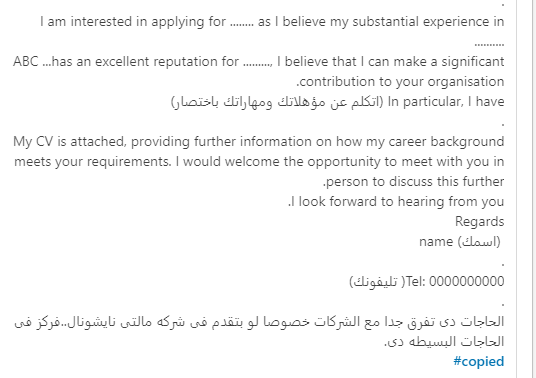 .
I am interested in applying for ........ as I believe my substantial experience in
..........
ABC ...has an excellent reputation for ........., I believe that I can make a significant
.contribution to your organisation
In particular, I have (اتكلم عن مؤهلاتك ومهاراتك باختصار)
.
My CV is attached, providing further information on how my career background
meets your requirements. I would welcome the opportunity to meet with you in
.person to discuss this further
.I look forward to hearing from you
Regards
name (اسمك)
.
Tel: 0000000000( تليفونك)
.
الحاجات دى تفرق جدا مع الشركات خصوصا لو بتقدم فى شركه مالتى نايشونال..فركز فى
الحاجات البسيطه دى.
#copied